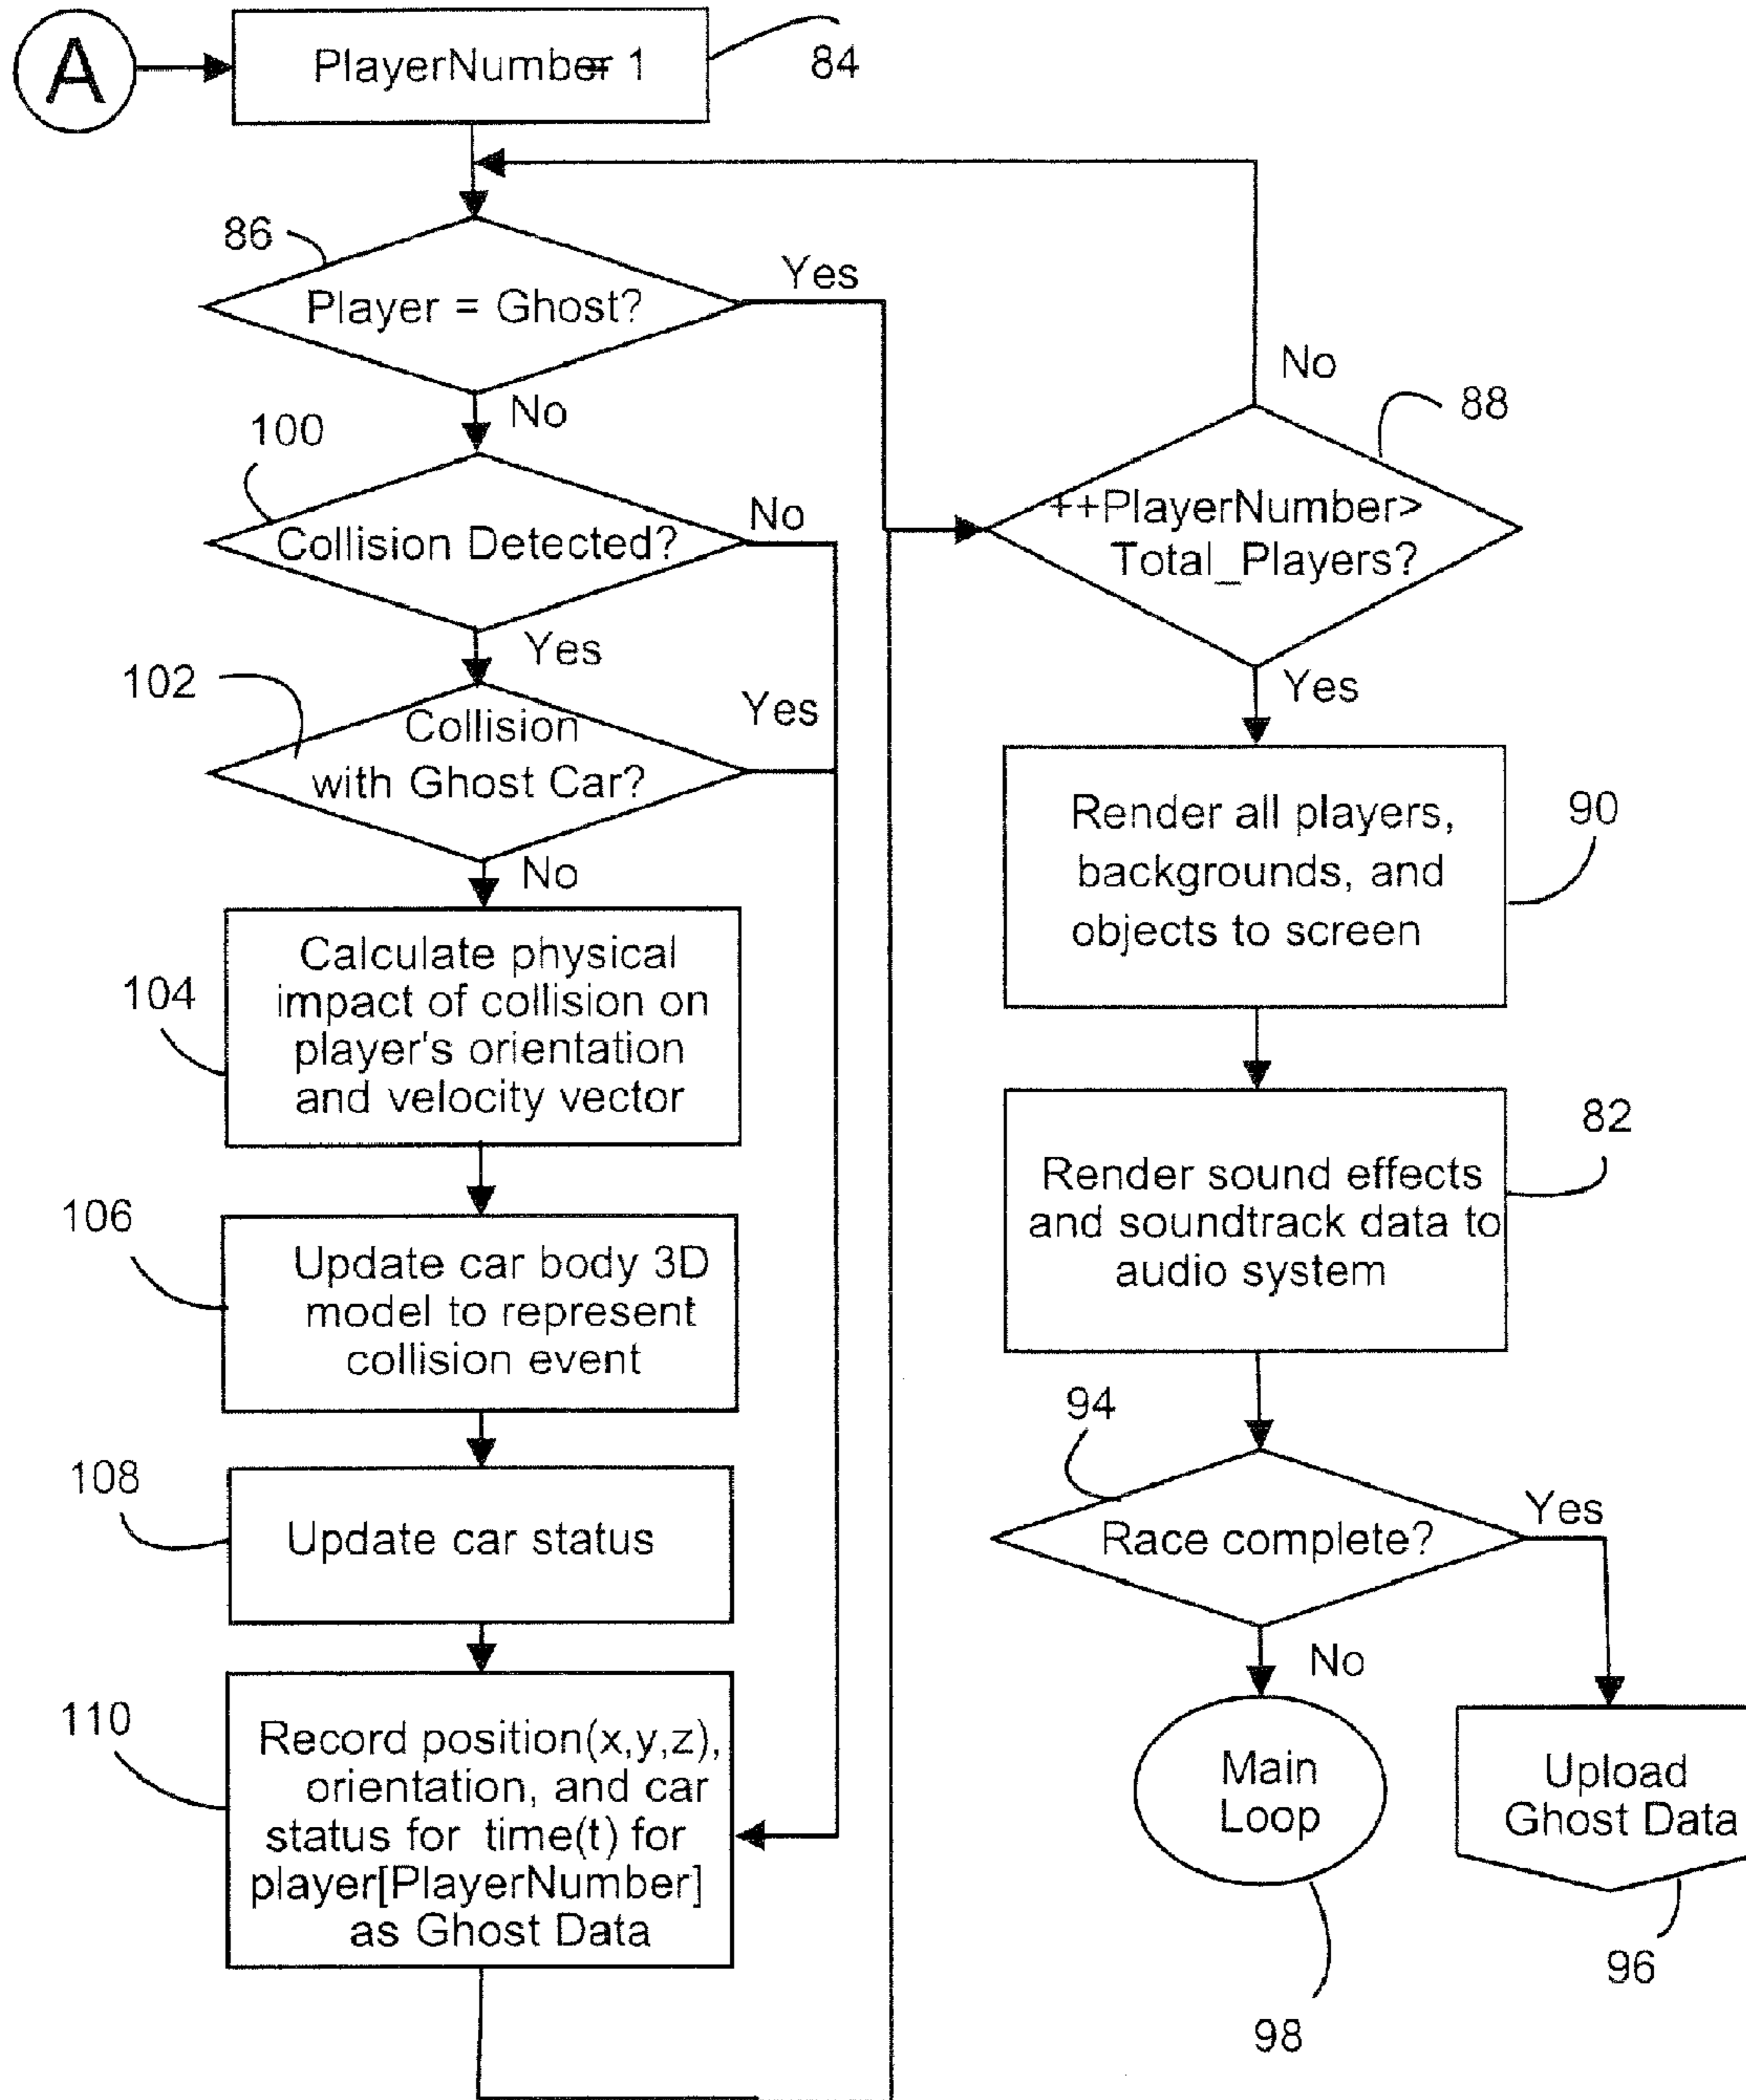 A
PlayerNumber = 1
84
86
Player = Ghost?
Yes
No
No
88
100
Collision Detected?
No
++PlayerNumber>
Total_Players?
Yes
Yes
102
Collision
with Ghost Car?
Yes
No
Render all players,
backgrounds, and
objects to screen
90
104
Calculate physical
impact of collision on
player's orientation
and velocity vector
82
Render sound effects
and soundtrack data to
audio system
106
Update car body 3D
model to represent
collision event
94
Race complete?
Yes
No
108
Update car status
110
Record position(x,y,z),
orientation, and car
status for time(t) for
player[PlayerNumber]
as Ghost Data
Main
Loop
Upload
Ghost Data
96
98